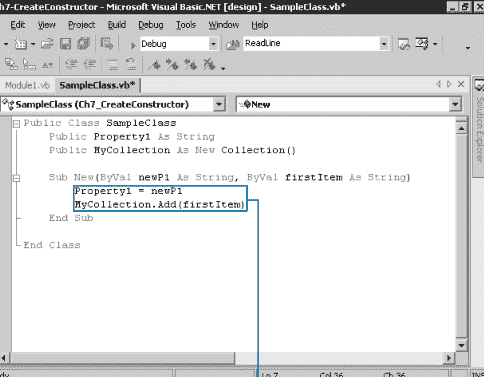 Ch7-CreateConstructor - Microsoft Visual Basic.NET [design] - SampleClass.vb*
Edit View Project Build Debug Tools Window Help
Debug ReadLine
Module1.vb SampleClass.vb*
SampleClass (Ch7_CreateConstructor) New
Public Class SampleClass
Public Property1 As String
Public MyCollection As New Collection()
Sub New(ByVal newP1 As String, ByVal firstItem As String)
Property1 = newP1
MyCollection.Add(firstItem)
End Sub
End Class
Solution Explorer
Ln 7 Col 36 Ch 36 INS